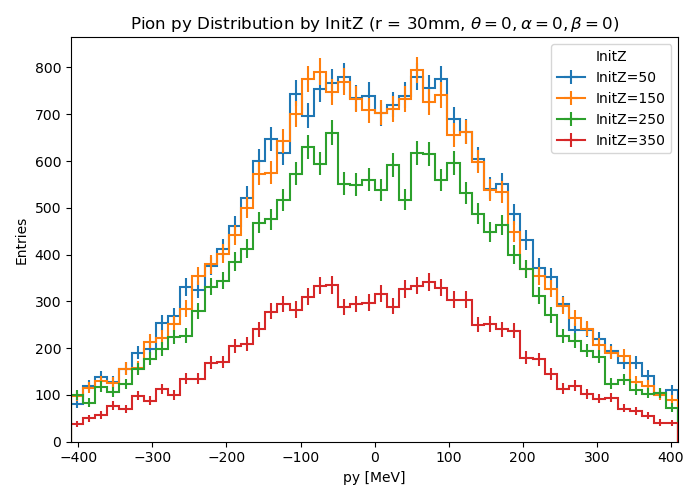 Pion py Distribution by InitZ (r = 30mm, θ = 0, α = 0, β = 0)
InitZ
InitZ=50
InitZ=150
InitZ=250
InitZ=350
Entries
800
700
600
500
400
300
200
100
0
−400 −300 −200 −100 0 100 200 300 400
py [MeV]